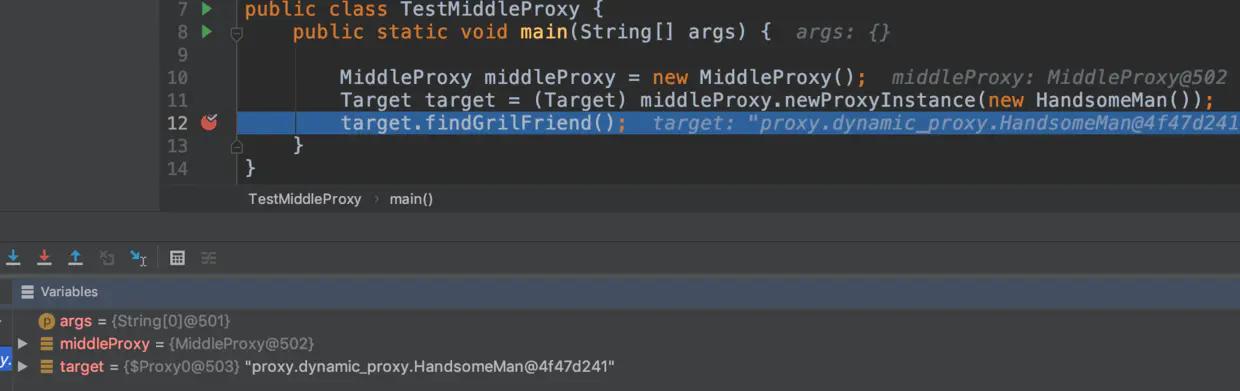 7 public class TestMiddleProxy {
8 public static void main(String[] args) { args: {}
9
10 MiddleProxy middleProxy = new MiddleProxy(); middleProxy: MiddleProxy@502
11 Target target = (Target) middleProxy.newProxyInstance(new HandsomeMan());
12 target.findGrilFriend(); target: "proxy.dynamic_proxy.HandsomeMan@4f47d241
13 }
14 }
TestMiddleProxy › main()
Variables
p args = {String[0]@501}
middleProxy = {MiddleProxy@502}
y. target = {$Proxy0@503} "proxy.dynamic_proxy.HandsomeMan@4f47d241"